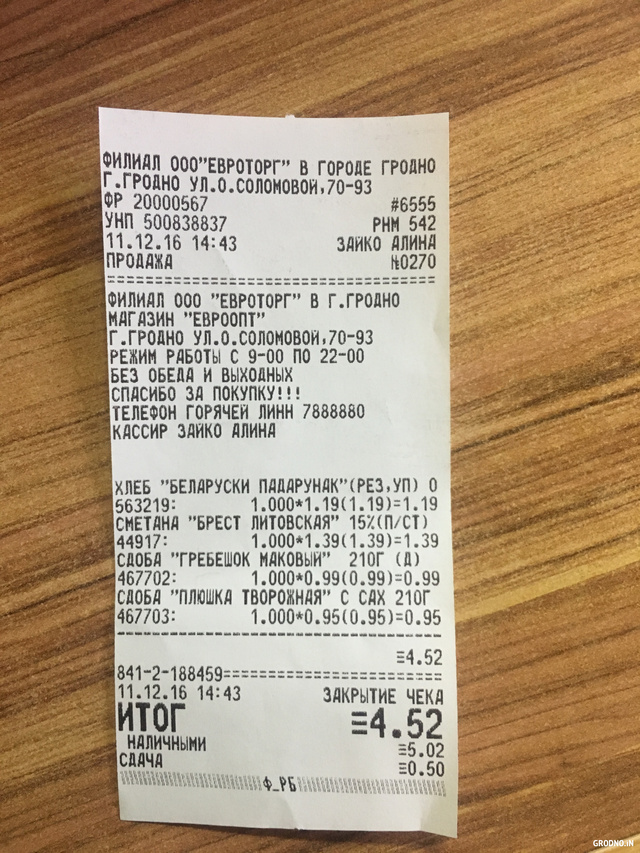 ФИЛИАЛ ООО"ЕВРОТОРГ" В ГОРОДЕ ГРОДНО
Г.ГРОДНО УЛ.О.СОЛОМОВОЙ,70-93
ФР 20000567 #6555
УНП 500838837 РНМ 542
11.12.16 14:43 ЗАЙКО АЛИНА
ПРОДАЖА №0270
ФИЛИАЛ ООО "ЕВРОТОРГ" В Г.ГРОДНО
МАГАЗИН "ЕВРООПТ"
Г.ГРОДНО УЛ.О.СОЛОМОВОЙ,70-93
РЕЖИМ РАБОТЫ С 9-00 ПО 22-00
БЕЗ ОБЕДА И ВЫХОДНЫХ
СПАСИБО ЗА ПОКУПКУ!!!
ТЕЛЕФОН ГОРЯЧЕЙ ЛИНН 7888880
КАССИР ЗАЙКО АЛИНА
ХЛЕБ "БЕЛАРУСКИ ПАДАРУНАК"(РЕЗ,УП) 0
563219: 1.000*1.19(1.19)=1.19
СМЕТАНА "БРЕСТ ЛИТОВСКАЯ" 15%(П/СТ)
44917: 1.000*1.39(1.39)=1.39
СДОБА "ГРЕБЕШОК МАКОВЫЙ" 210Г (Д)
467702: 1.000*0.99(0.99)=0.99
СДОБА "ПЛЮШКА ТВОРОЖНАЯ" С САХ 210Г
467703: 1.000*0.95(0.95)=0.95
≡4.52
841-2-188459====================
11.12.16 14:43 ЗАКРЫТИЕ ЧЕКА
ИТОГ ≡4.52
НАЛИЧНЫМИ ≡5.02
СДАЧА ≡0.50
Ф_РБ
GRODNO.IN